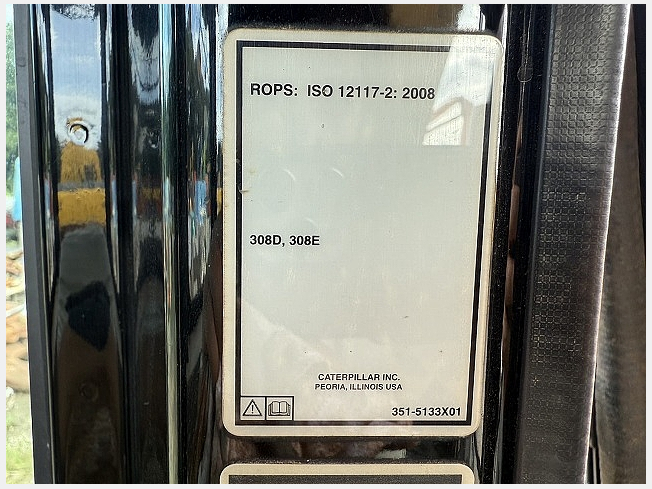 ROPS: ISO 12117-2: 2008
308D, 308E
CATERPILLAR INC.
PEORIA, ILLINOIS USA
351-5133X01